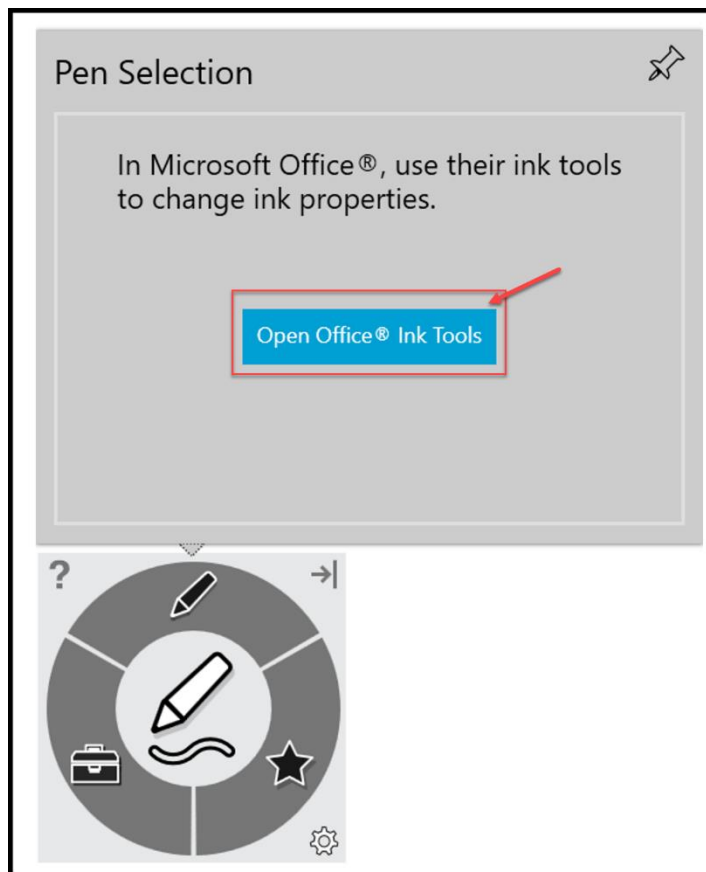 Pen Selection
In Microsoft Office®, use their ink tools
to change ink properties.
Open Office® Ink Tools
?